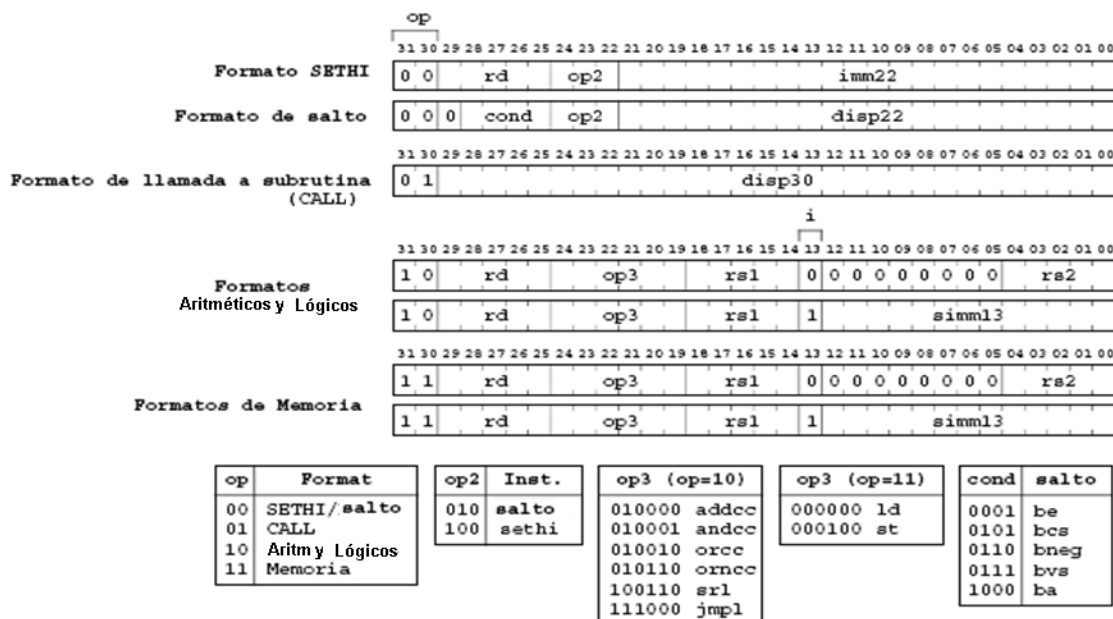 op
31 30 29 28 27 26 25 24 23 22 21 20 19 18 17 16 15 14 13 12 11 10 09 08 07 06 05 04 03 02 01 00
Formato SETHI 0 0 rd op2 imm22
Formato de salto 0 0 0 cond op2 disp22
31 30 29 28 27 26 25 24 23 22 21 20 19 18 17 16 15 14 13 12 11 10 09 08 07 06 05 04 03 02 01 00
Formato de llamada a subrutina 0 1 disp30
(CALL)
i
31 30 29 28 27 26 25 24 23 22 21 20 19 18 17 16 15 14 13 12 11 10 09 08 07 06 05 04 03 02 01 00
1 0 rd op3 rs1 0 0 0 0 0 0 0 0 0 rs2
Formatos
Aritméticos y Lógicos
1 0 rd op3 rs1 1 simm13
31 30 29 28 27 26 25 24 23 22 21 20 19 18 17 16 15 14 13 12 11 10 09 08 07 06 05 04 03 02 01 00
1 1 rd op3 rs1 0 0 0 0 0 0 0 0 0 rs2
Formatos de Memoria
1 1 rd op3 rs1 1 simm13
op Format
00 SETHI/salto
01 CALL
10 Aritm y Lógicos
11 Memoria
op2 Inst.
010 salto
100 sethi
op3 (op=10)
010000 addcc
010001 andcc
010010 orcc
010110 orncc
100110 srl
111000 jmpl
op3 (op=11)
000000 ld
000100 st
cond salto
0001 be
0101 bcs
0110 bneg
0111 bvs
1000 ba